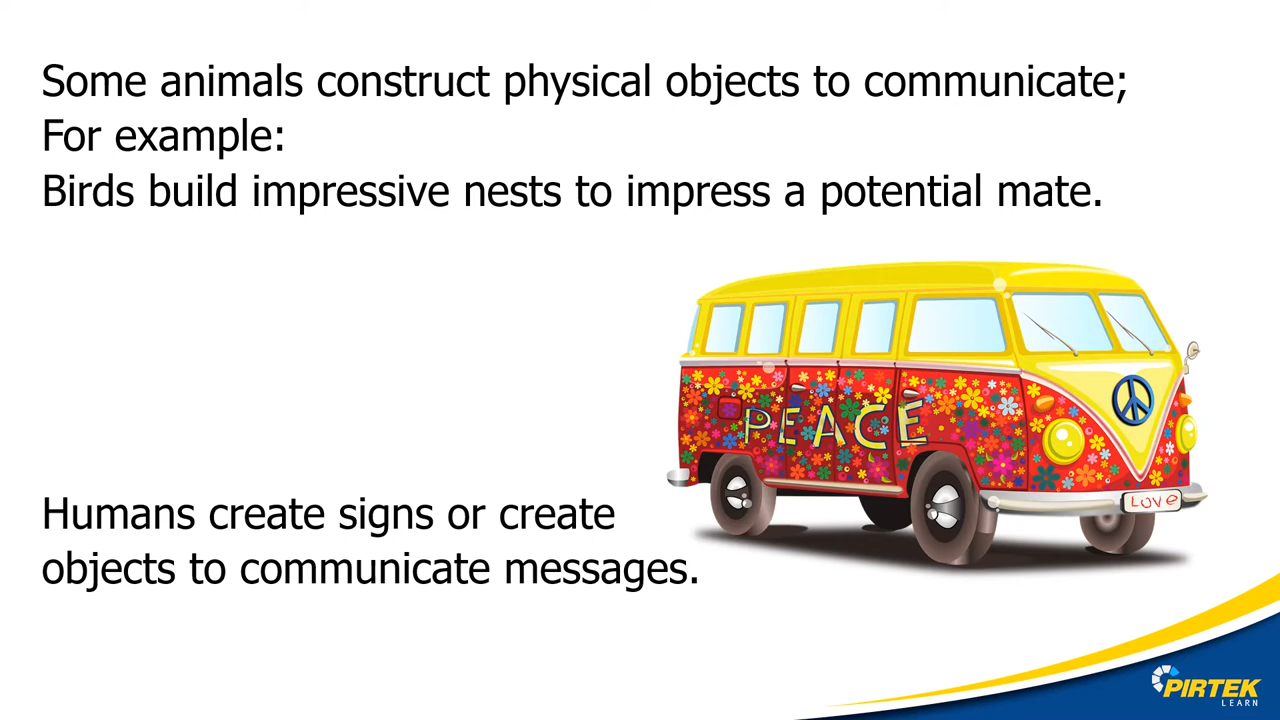 Some animals construct physical objects to communicate;
For example:
Birds build impressive nests to impress a potential mate.
PEACE
LOVE
Humans create signs or create
objects to communicate messages.
PIRTEK
LEARN